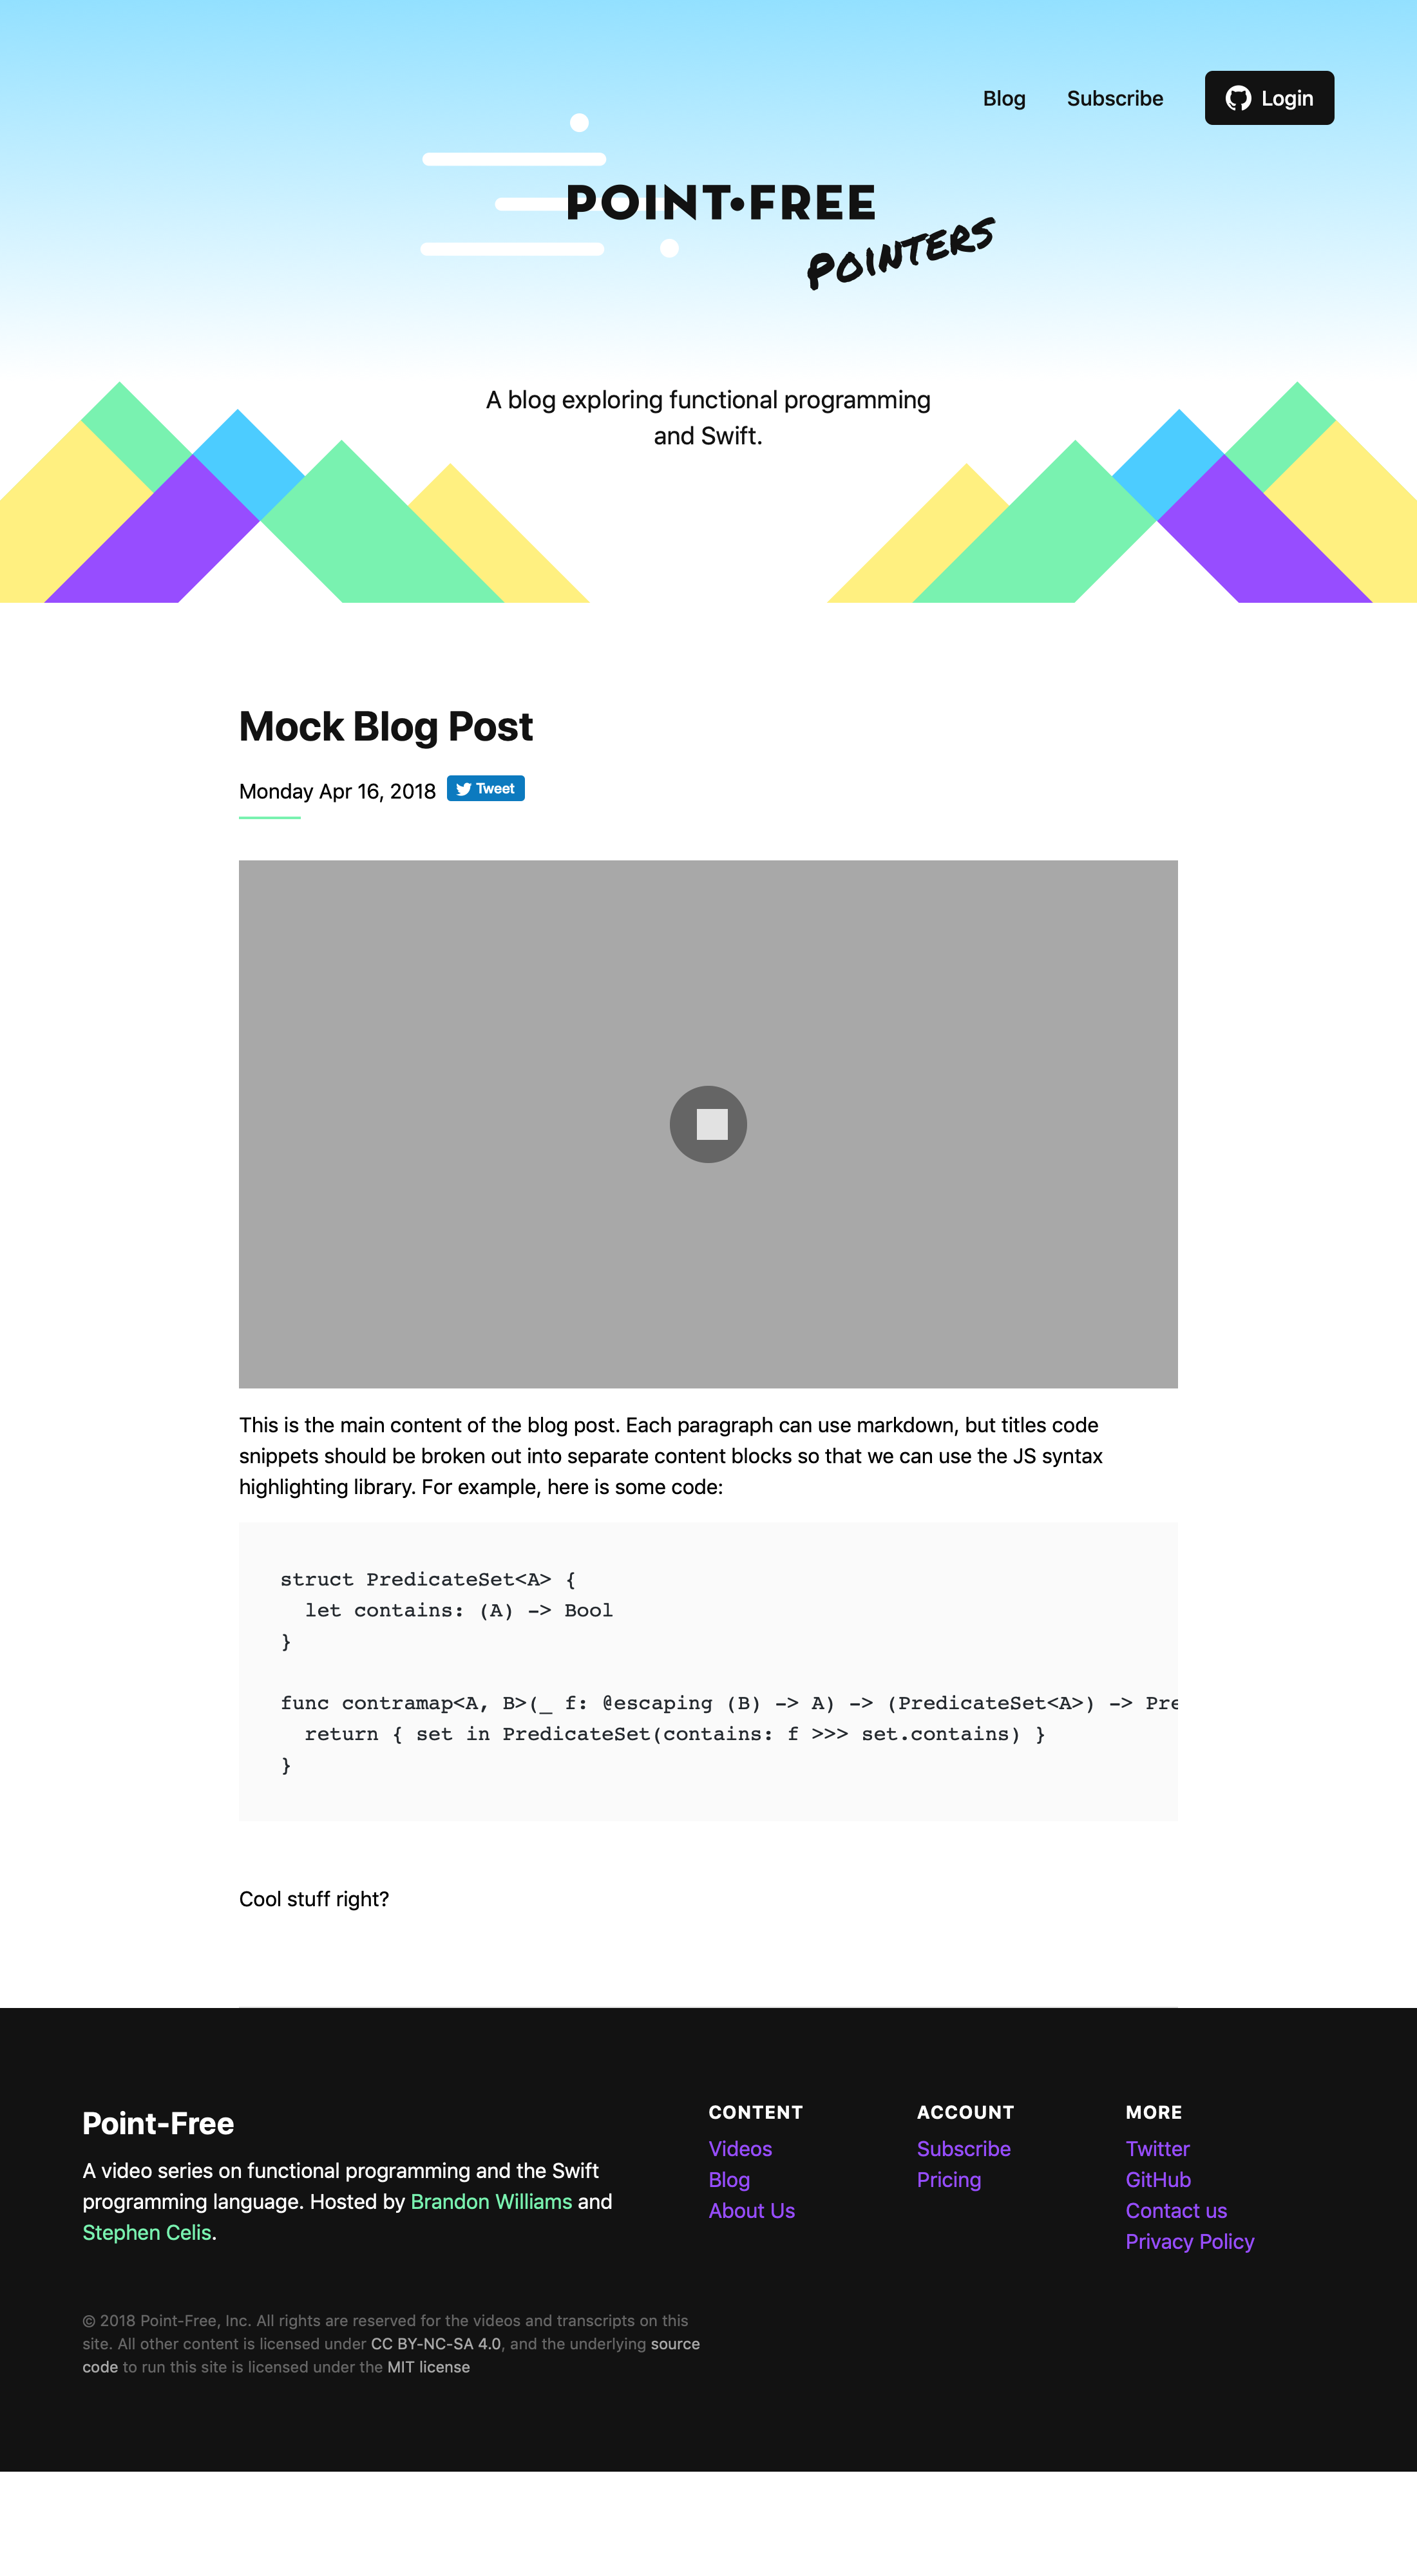 Blog Subscribe Login
POINT•FREE
POINTERS
A blog exploring functional programming
and Swift.
Mock Blog Post
Monday Apr 16, 2018 Tweet
This is the main content of the blog post. Each paragraph can use markdown, but titles code
snippets should be broken out into separate content blocks so that we can use the JS syntax
highlighting library. For example, here is some code:
struct PredicateSet<A> {
  let contains: (A) -> Bool
}
func contramap<A, B>(_ f: @escaping (B) -> A) -> (PredicateSet<A>) -> Pre
  return { set in PredicateSet(contains: f >>> set.contains) }
}
Cool stuff right?
Point-Free
A video series on functional programming and the Swift
programming language. Hosted by Brandon Williams and
Stephen Celis.
CONTENT
Videos
Blog
About Us
ACCOUNT
Subscribe
Pricing
MORE
Twitter
GitHub
Contact us
Privacy Policy
© 2018 Point-Free, Inc. All rights are reserved for the videos and transcripts on this
site. All other content is licensed under CC BY-NC-SA 4.0, and the underlying source
code to run this site is licensed under the MIT license